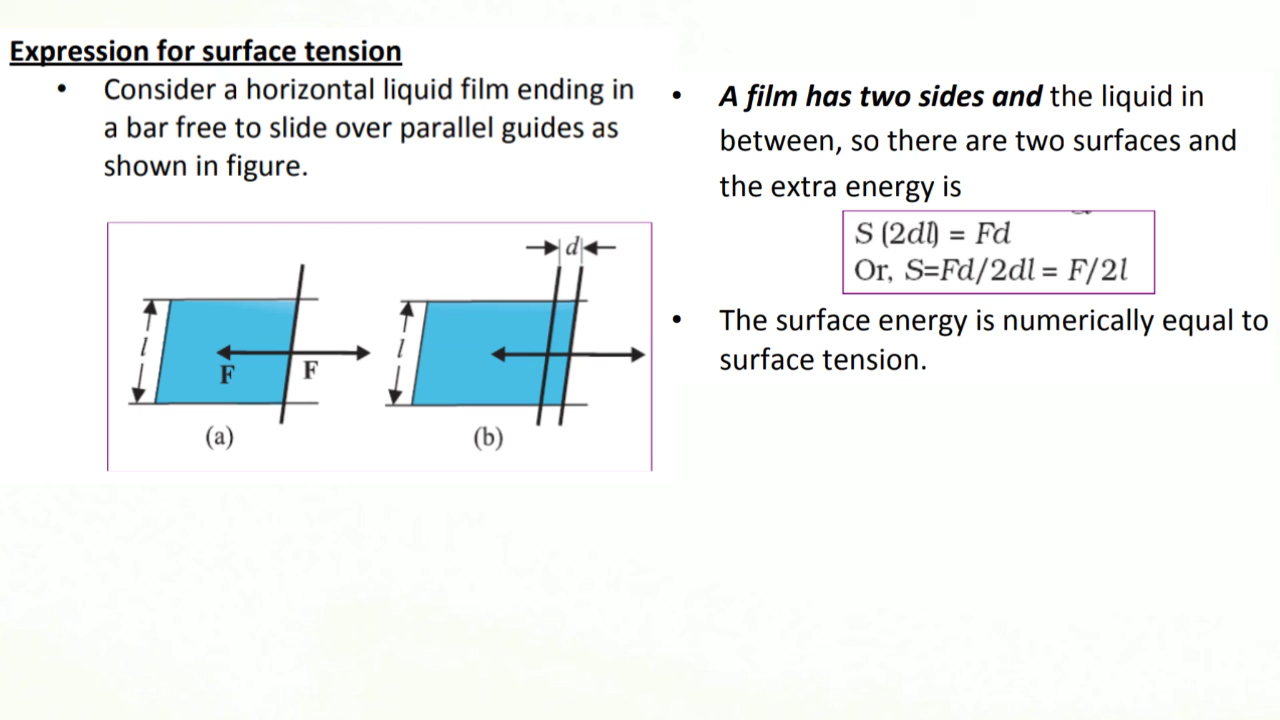 Expression for surface tension
• Consider a horizontal liquid film ending in
a bar free to slide over parallel guides as
shown in figure.
d
l
F
F
l
(a)
(b)
• A film has two sides and the liquid in
between, so there are two surfaces and
the extra energy is
S (2dl) = Fd
Or, S=Fd/2dl = F/2l
• The surface energy is numerically equal to
surface tension.